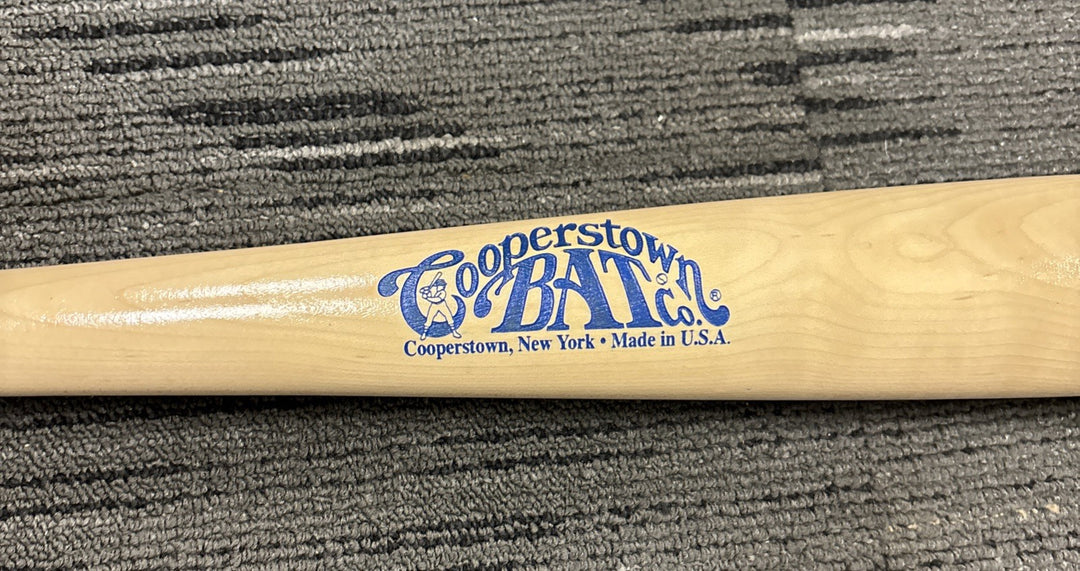 Cooperstown
BAT Co.®
Cooperstown, New York • Made in U.S.A.